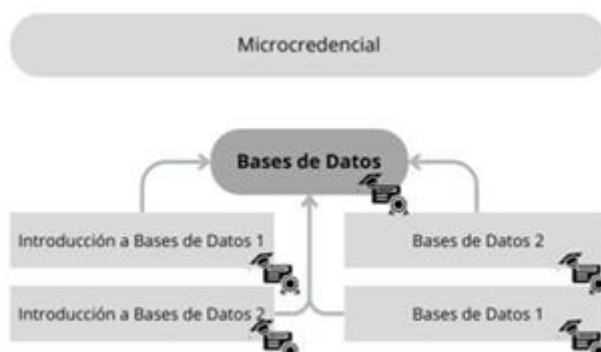 Microcredencial
Bases de Datos
Introducción a Bases de Datos 1
Bases de Datos 2
Introducción a Bases de Datos 2
Bases de Datos 1